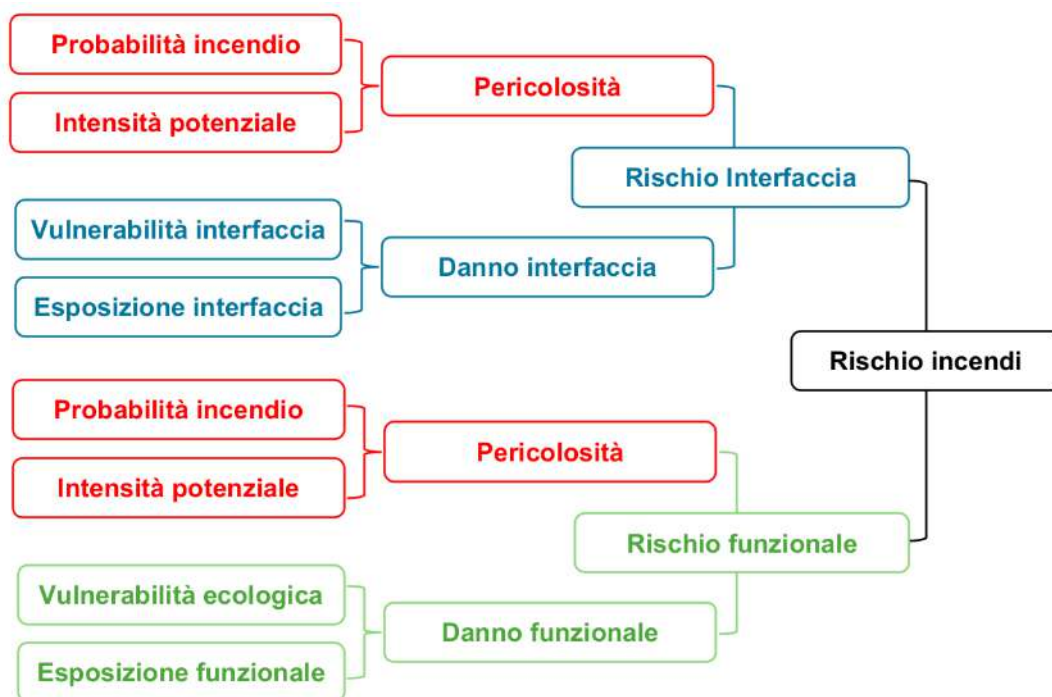 Probabilità incendio
Intensità potenziale
Pericolosità
Vulnerabilità interfaccia
Esposizione interfaccia
Danno interfaccia
Rischio Interfaccia
Probabilità incendio
Intensità potenziale
Pericolosità
Vulnerabilità ecologica
Esposizione funzionale
Danno funzionale
Rischio funzionale
Rischio incendi